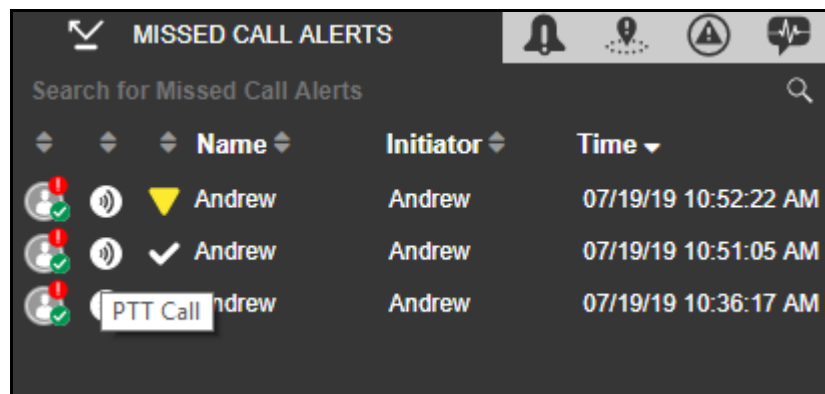 MISSED CALL ALERTS
Search for Missed Call Alerts
Name Initiator Time
Andrew Andrew 07/19/19 10:52:22 AM
Andrew Andrew 07/19/19 10:51:05 AM
PTT Call ndrew Andrew 07/19/19 10:36:17 AM